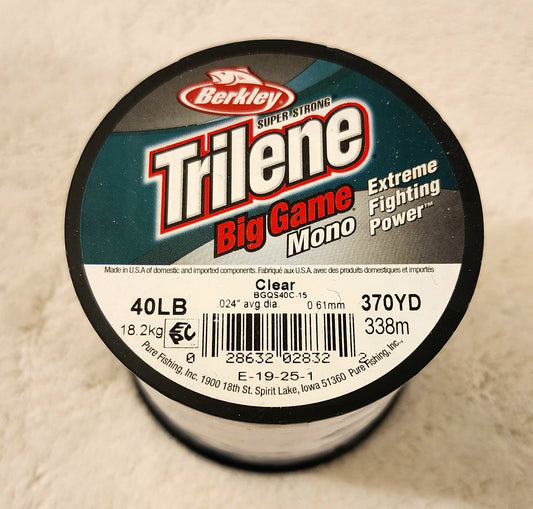 Berkley
SUPER STRONG
Trilene
Big Game
Mono
Extreme
Fighting
Power™
Made in U.S.A of domestic and imported components. Fabriqué aux U.S.A. avec des produits domestiques et importés
Clear
BGQS40C-15
40LB .024" avg dia. 0.61mm 370YD
18.2kg 338m
0 28632 02832 2
E-19-25-1
Pure Fishing, Inc. 1900 18th St. Spirit Lake, Iowa 51360 Pure Fishing, Inc.,